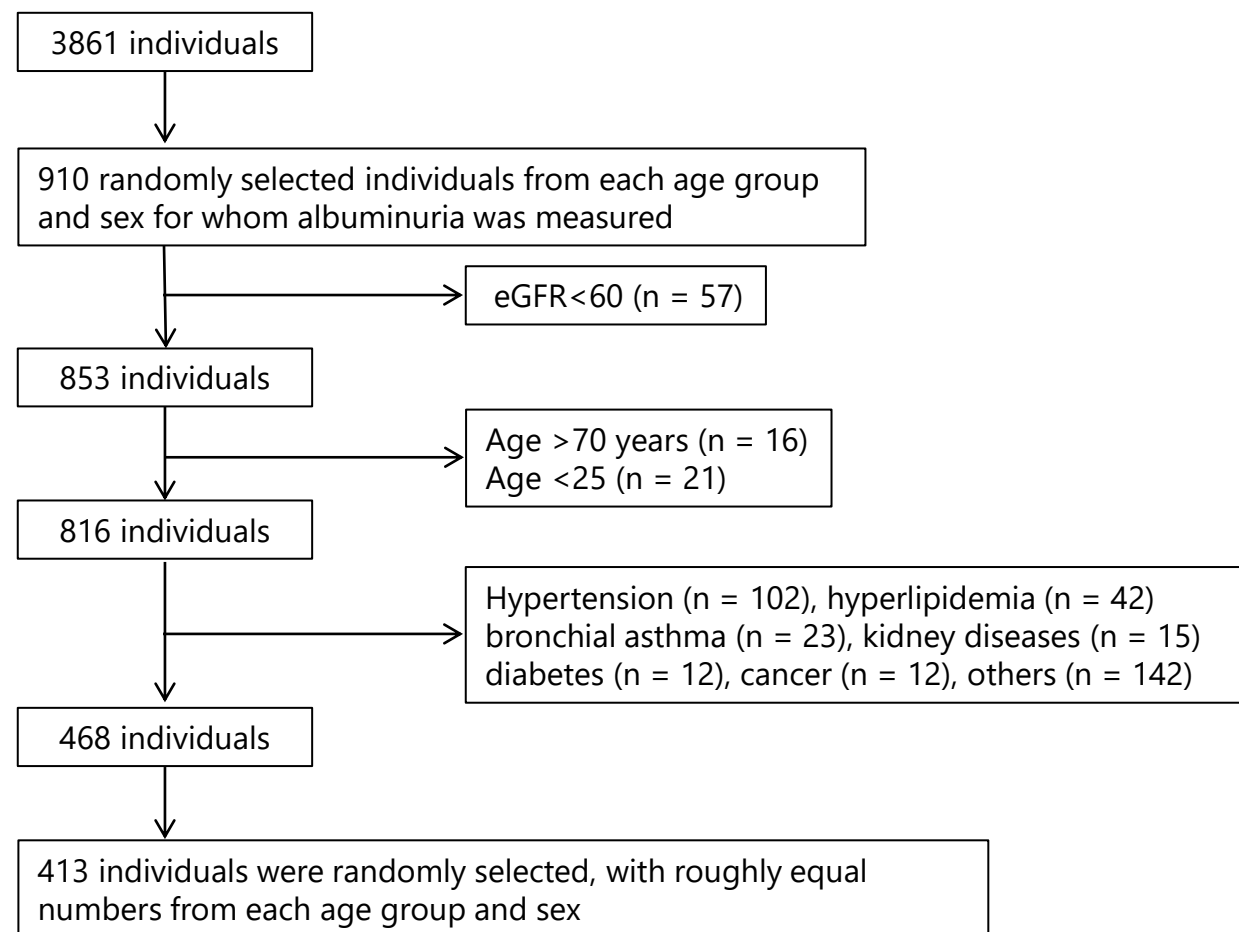 3861 individuals
910 randomly selected individuals from each age group
and sex for whom albuminuria was measured
eGFR<60 (n = 57)
853 individuals
Age >70 years (n = 16)
Age <25 (n = 21)
816 individuals
Hypertension (n = 102), hyperlipidemia (n = 42)
bronchial asthma (n = 23), kidney diseases (n = 15)
diabetes (n = 12), cancer (n = 12), others (n = 142)
468 individuals
413 individuals were randomly selected, with roughly equal
numbers from each age group and sex